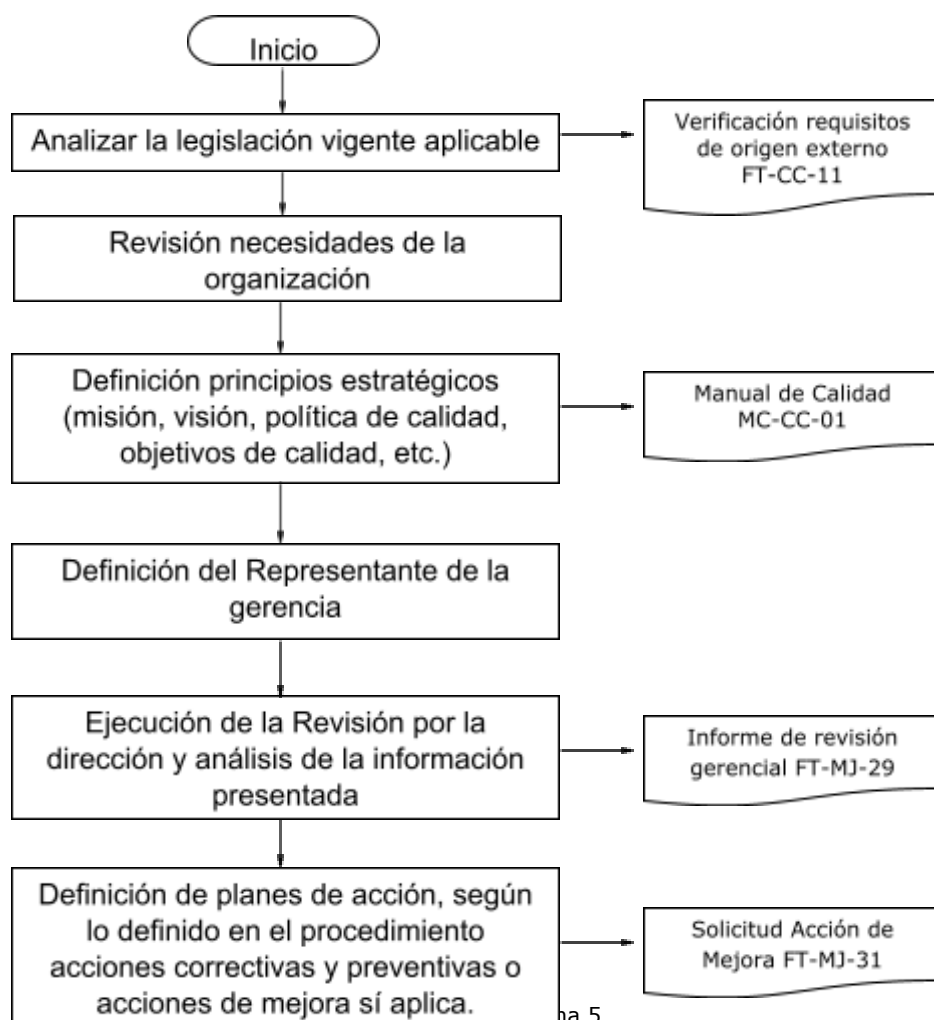 Inicio
Analizar la legislación vigente aplicable
Verificación requisitos
de origen externo
FT-CC-11
Revisión necesidades de la
organización
Definición principios estratégicos
(misión, visión, política de calidad,
objetivos de calidad, etc.)
Manual de Calidad
MC-CC-01
Definición del Representante de la
gerencia
Ejecución de la Revisión por la
dirección y análisis de la información
presentada
Informe de revisión
gerencial FT-MJ-29
Definición de planes de acción, según
lo definido en el procedimiento
acciones correctivas y preventivas o
acciones de mejora sí aplica.
Solicitud Acción de
Mejora FT-MJ-31
5